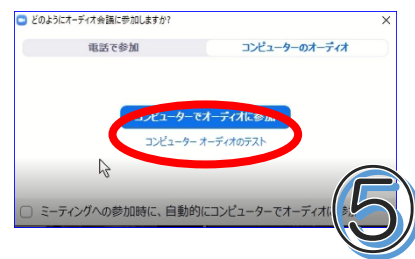 どのようにオーディオ会議に参加しますか?
電話で参加 コンピューターのオーディオ
コンピューターでオーディオに参加
コンピューター オーディオのテスト
ミーティングへの参加時に、自動的にコンピューターでオーディオに参
⑤